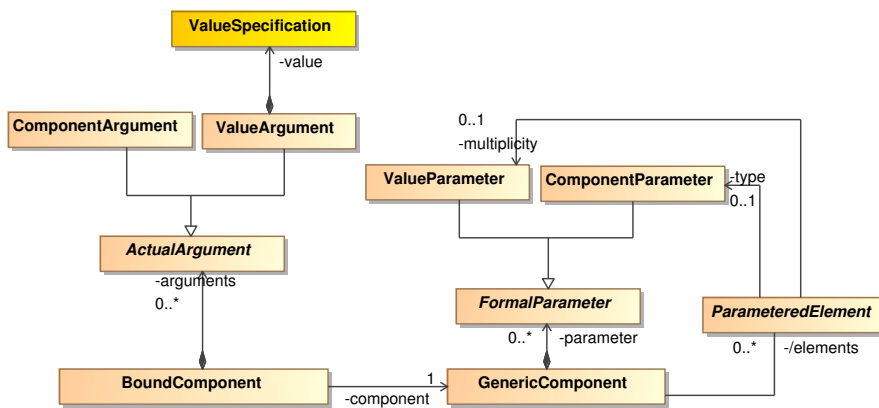 ValueSpecification
-value
ComponentArgument
ValueArgument
0..1
-multiplicity
ValueParameter
ComponentParameter
-type
0..1
ActualArgument
-arguments
0..*
FormalParameter
0..*
-parameter
ParameteredElement
0..*
-/elements
BoundComponent
1
-component
GenericComponent